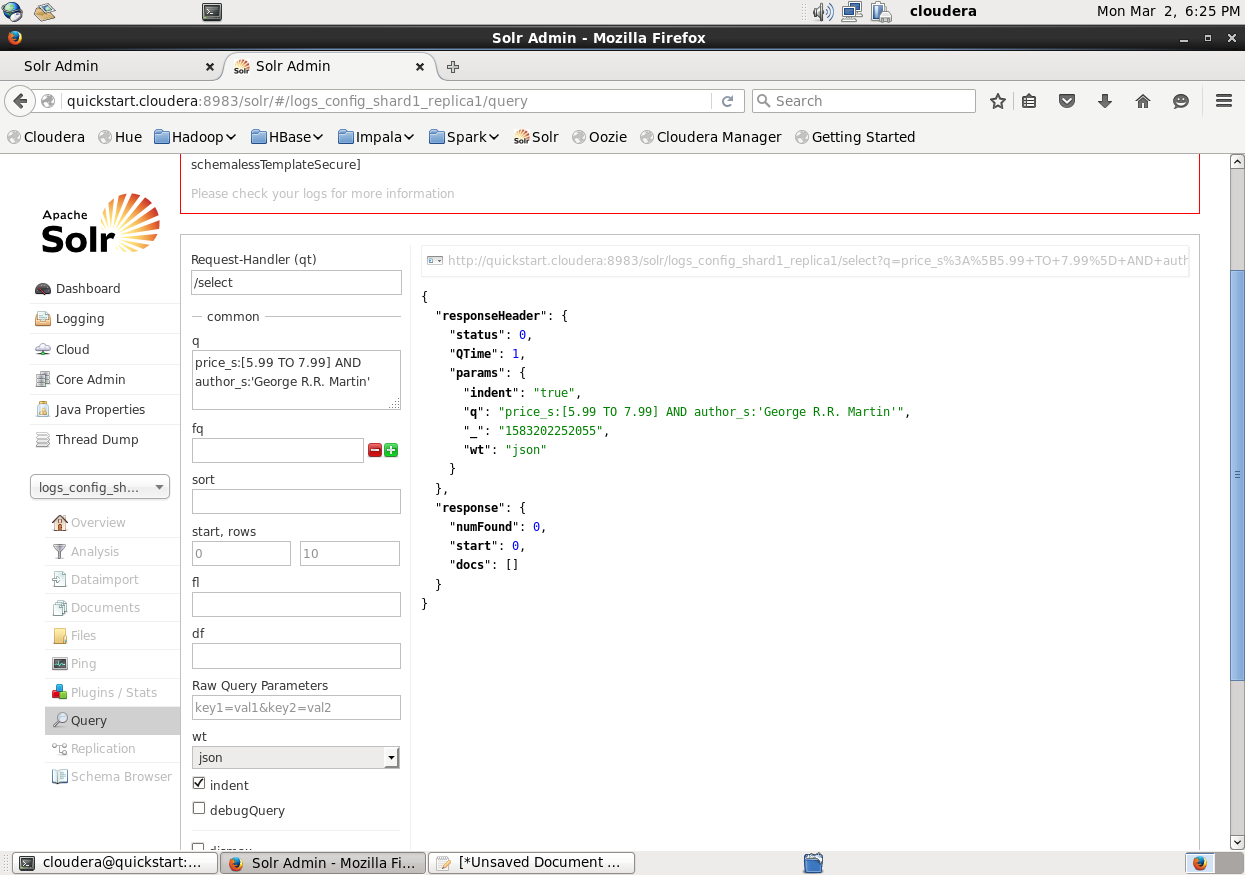 cloudera
Mon Mar 2, 6:25 PM
Solr Admin - Mozilla Firefox
Solr Admin
Solr Admin
quickstart.cloudera:8983/solr/#/logs_config_shard1_replica1/query
Search
Cloudera
Hue
Hadoop
HBase
Impala
Spark
Solr
Oozie
Cloudera Manager
Getting Started
schemalessTemplateSecure]
Please check your logs for more information
Apache
Solr
Dashboard
Logging
Cloud
Core Admin
Java Properties
Thread Dump
logs_config_sh...
Overview
Analysis
Dataimport
Documents
Files
Ping
Plugins / Stats
Query
Replication
Schema Browser
Request-Handler (qt)
/select
common
q
price_s:[5.99 TO 7.99] AND
author_s:'George R.R. Martin'
fq
sort
start, rows
0
10
fl
df
Raw Query Parameters
key1=val1&key2=val2
wt
json
indent
debugQuery
dismax
http://quickstart.cloudera:8983/solr/logs_config_shard1_replica1/select?q=price_s%3A%5B5.99+TO+7.99%5D+AND+auth
{
"responseHeader": {
"status": 0,
"QTime": 1,
"params": {
"indent": "true",
"q": "price_s:[5.99 TO 7.99] AND author_s:'George R.R. Martin'",
"_": "1583202252055",
"wt": "json"
}
},
"response": {
"numFound": 0,
"start": 0,
"docs": []
}
}
cloudera@quickstart:...
Solr Admin - Mozilla Fi...
[*Unsaved Document ...